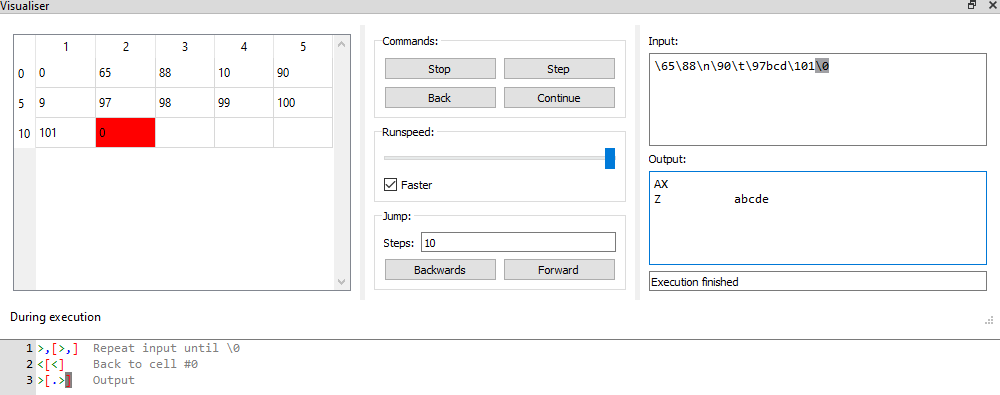 Visualiser
1 2 3 4 5
0 0 65 88 10 90
5 9 97 98 99 100
10 101 0
Commands:
Stop Step
Back Continue
Runspeed:
Faster
Jump:
Steps: 10
Backwards Forward
Input:
\65\88\n\90\t\97bcd\101\0
Output:
AX
Z abcde
Execution finished
During execution
1 >,[>,] Repeat input until \0
2 <[<] Back to cell #0
3 >[.>] Output